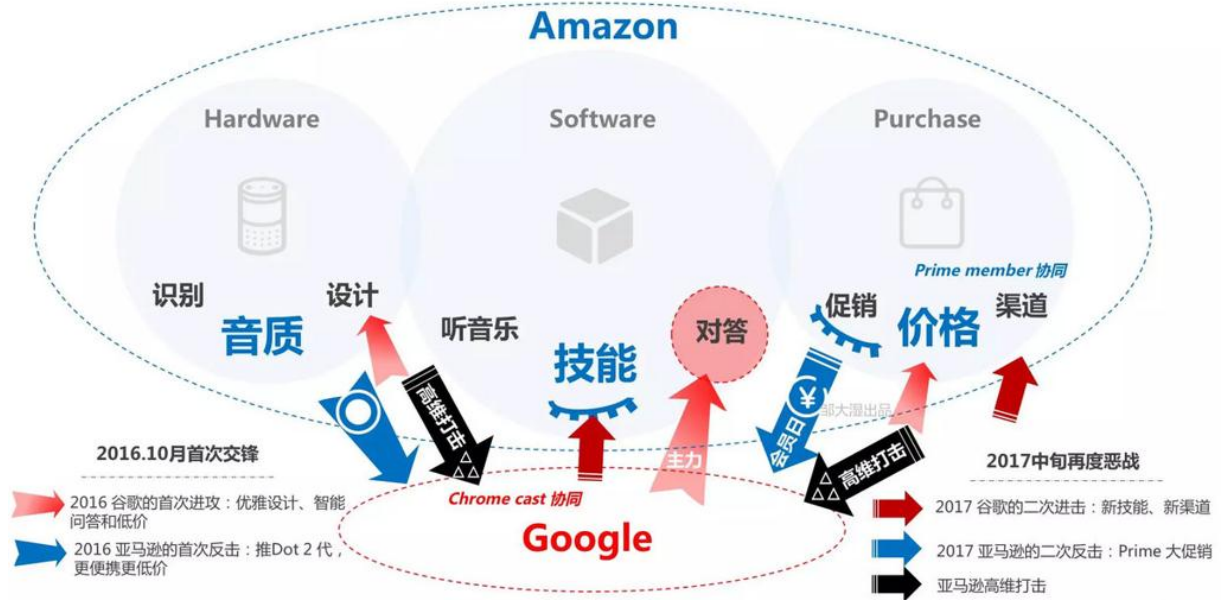 Amazon
Hardware
Software
Purchase
Prime member 协同
识别
设计
促销
渠道
音质
价格
听音乐
对答
技能
高维打击
¥
会员日
邹大湿出品
主力
高维打击
2016.10月首次交锋
2017中旬再度恶战
Chrome cast 协同
Google
2016 谷歌的首次进攻：优雅设计、智能
问答和低价
2016 亚马逊的首次反击：推Dot 2 代，
更便携更低价
2017 谷歌的二次进击：新技能、新渠道
2017 亚马逊的二次反击：Prime 大促销
亚马逊高维打击